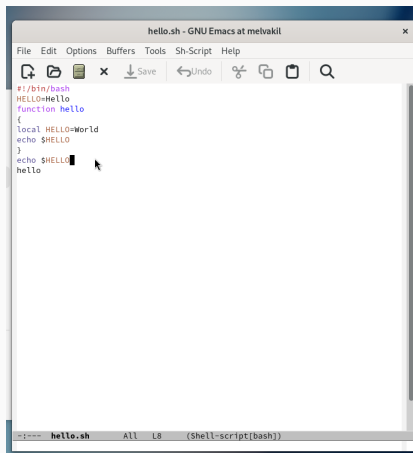 hello.sh - GNU Emacs at melvakil
File Edit Options Buffers Tools Sh-Script Help
Save Undo
#!/bin/bash
HELLO=Hello
function hello
{
local HELLO=World
echo $HELLO
}
echo $HELLO
hello
-:--- hello.sh All L8 (Shell-script[bash])